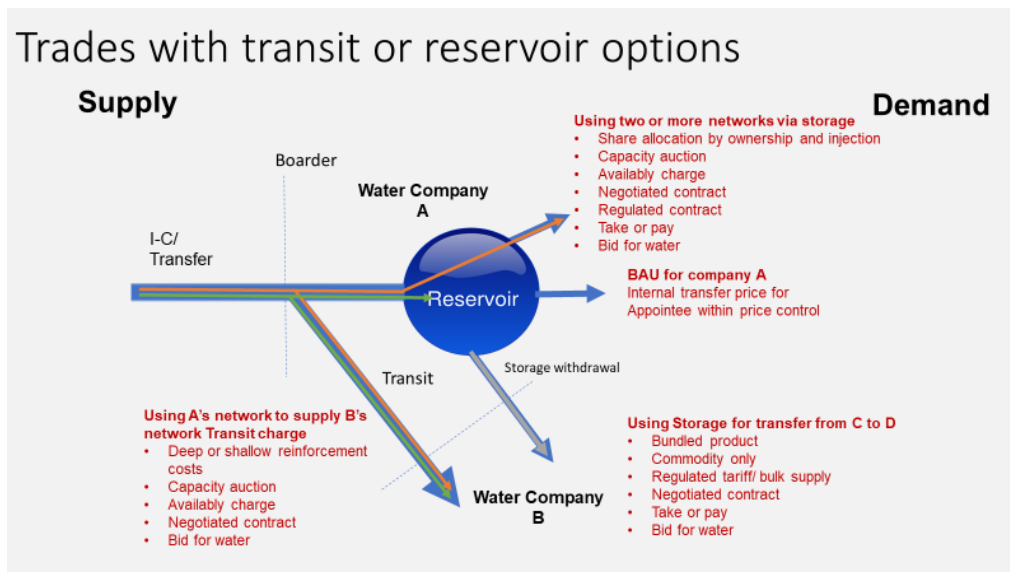 Trades with transit or reservoir options
Supply
Demand
Using two or more networks via storage
• Share allocation by ownership and injection
• Capacity auction
• Availably charge
• Negotiated contract
• Regulated contract
• Take or pay
• Bid for water
Boarder
Water Company
A
I-C/
Transfer
Reservoir
BAU for company A
Internal transfer price for
Appointee within price control
Transit
Storage withdrawal
Using A's network to supply B's
network Transit charge
• Deep or shallow reinforcement
costs
• Capacity auction
• Availably charge
• Negotiated contract
• Bid for water
Water Company
B
Using Storage for transfer from C to D
• Bundled product
• Commodity only
• Regulated tariff/ bulk supply
• Negotiated contract
• Take or pay
• Bid for water